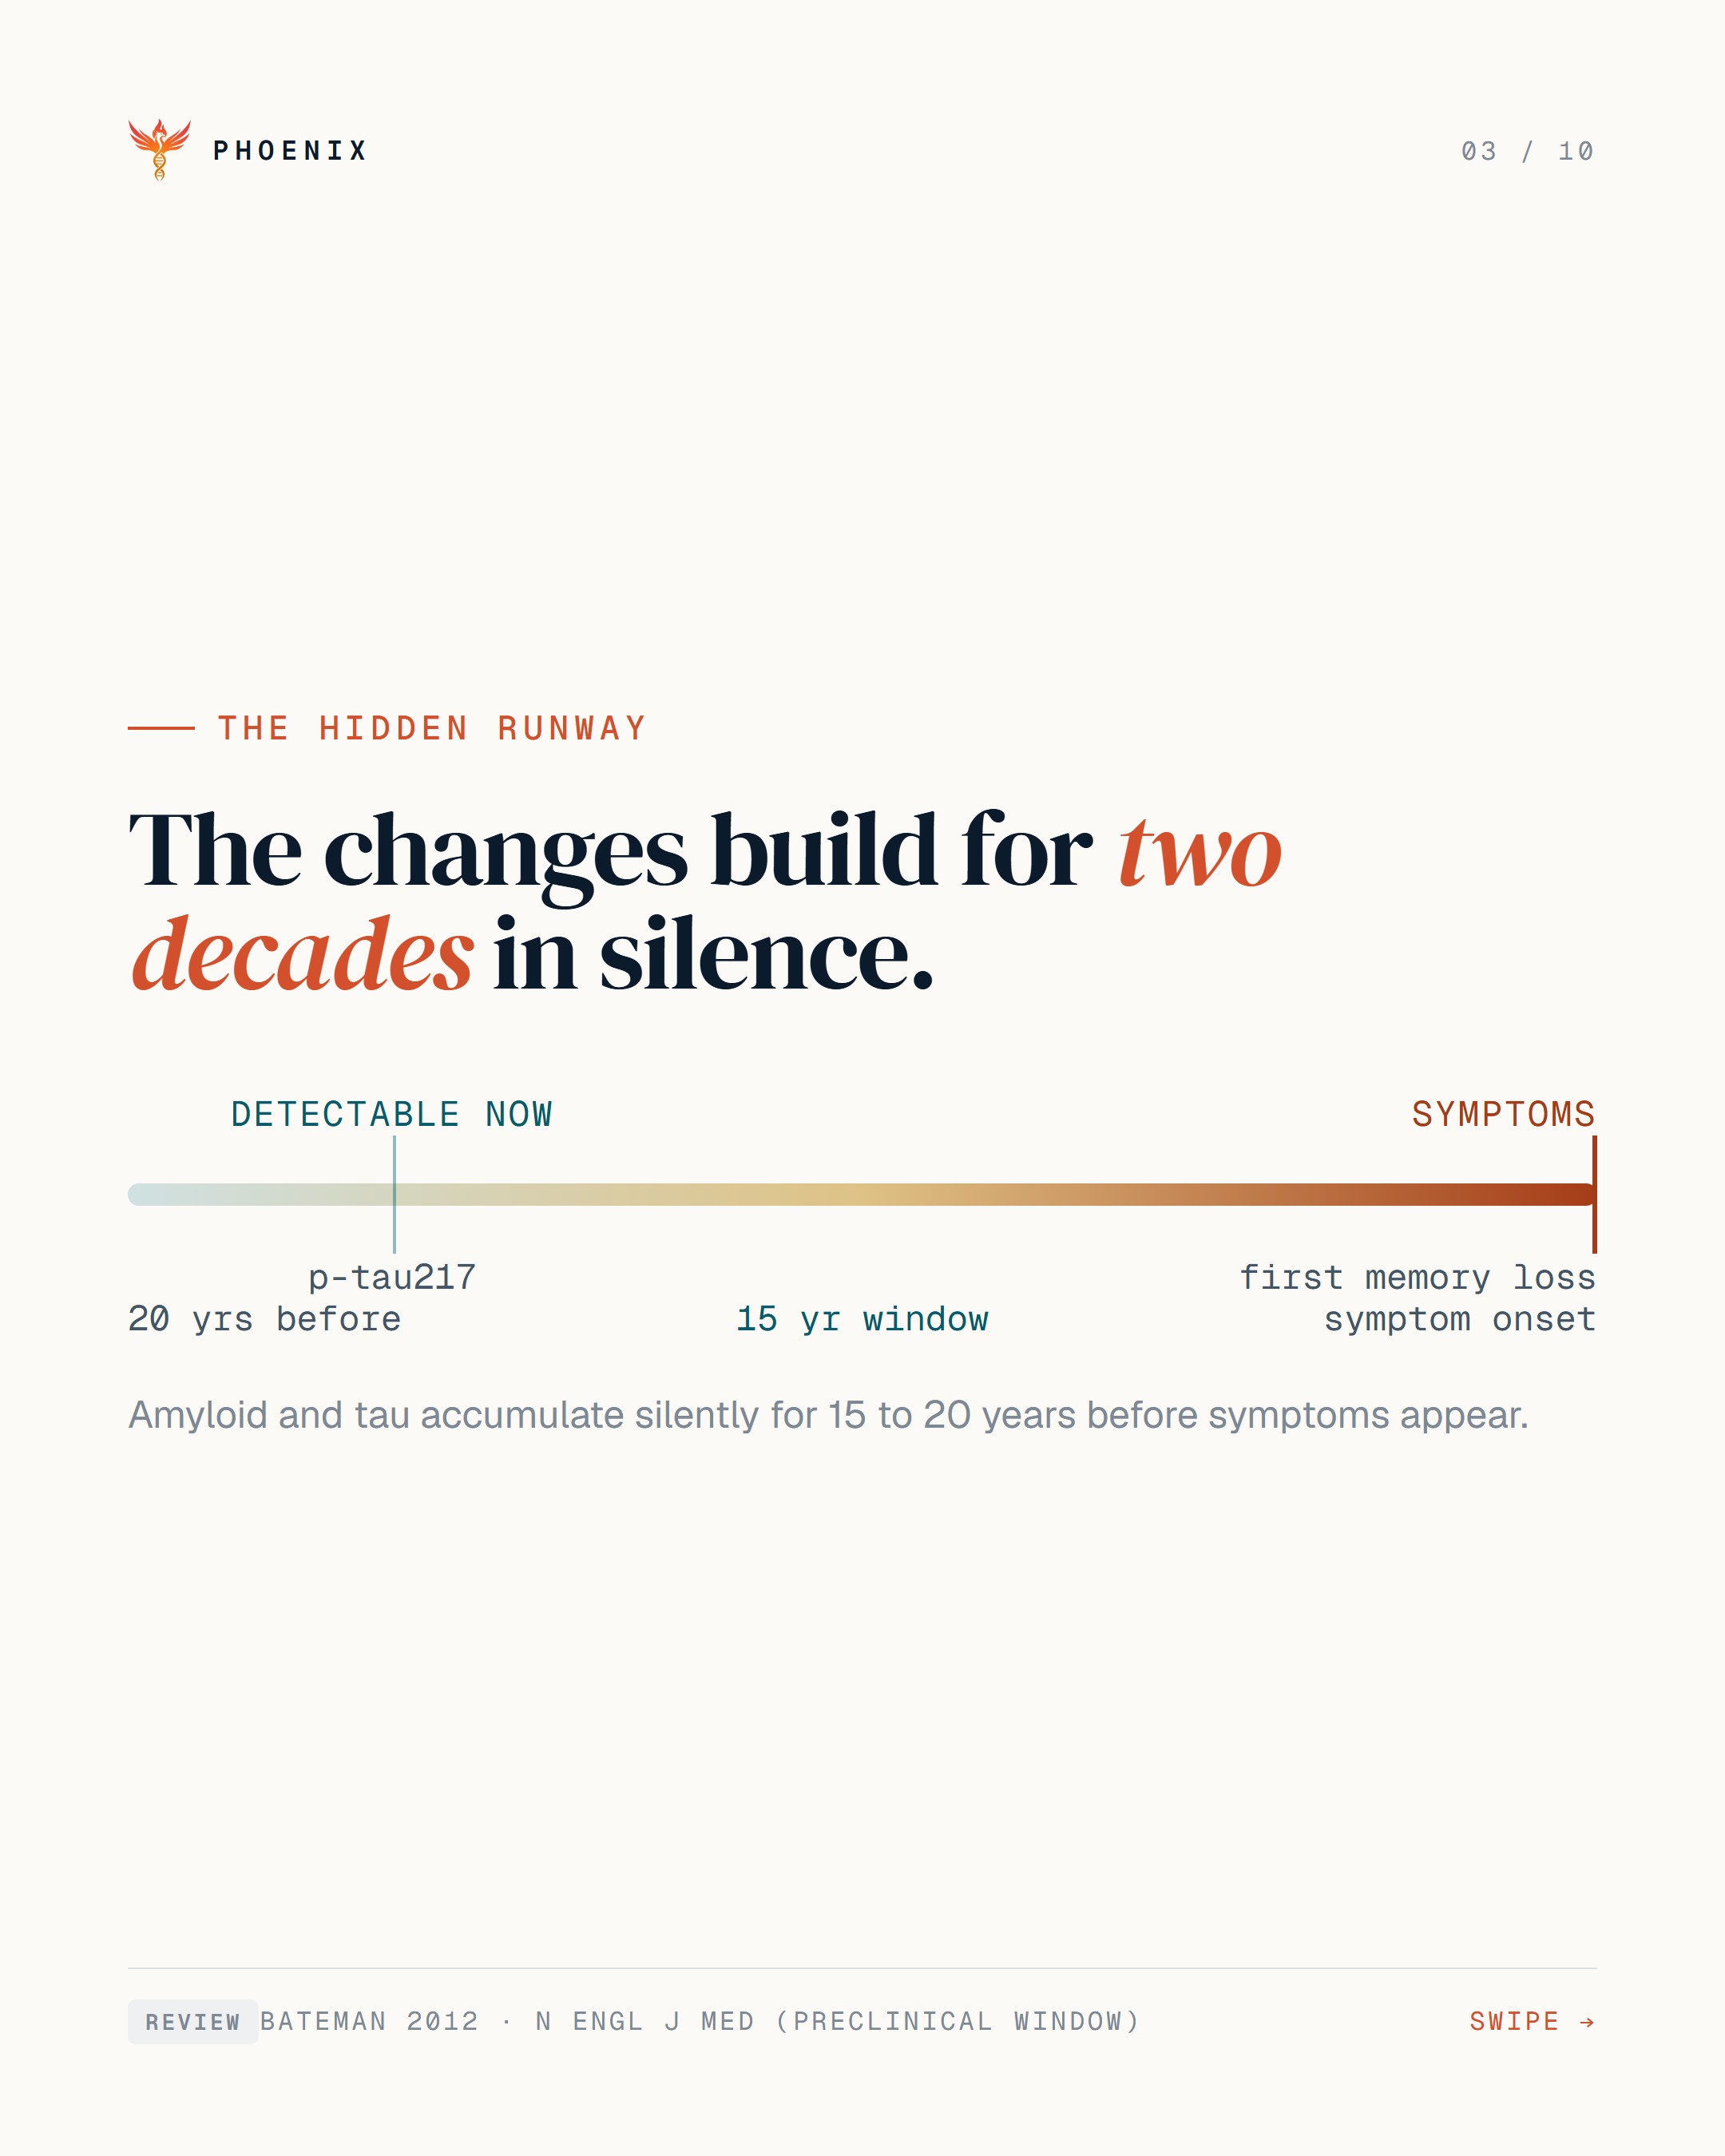 PHOENIX
03 / 10
THE HIDDEN RUNWAY
The changes build for two
decades in silence.
DETECTABLE NOW
SYMPTOMS
p-tau217
first memory loss
20 yrs before
15 yr window
symptom onset
Amyloid and tau accumulate silently for 15 to 20 years before symptoms appear.
REVIEW BATEMAN 2012 · N ENGL J MED (PRECLINICAL WINDOW)
SWIPE →